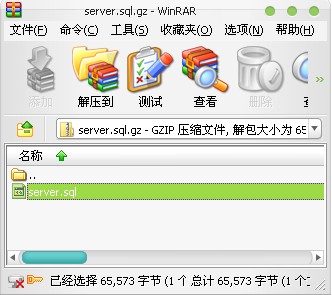 server.sql.gz - WinRAR
文件(F) 命令(C) 工具(S) 收藏夹(O) 选项(N) 帮助(H)
添加 解压到 测试 查看 删除 »
server.sql.gz - GZIP 压缩文件, 解包大小为 65
名称
..
server.sql
已经选择 65,573 字节 (1 个 总计 65,573 字节 (1 个